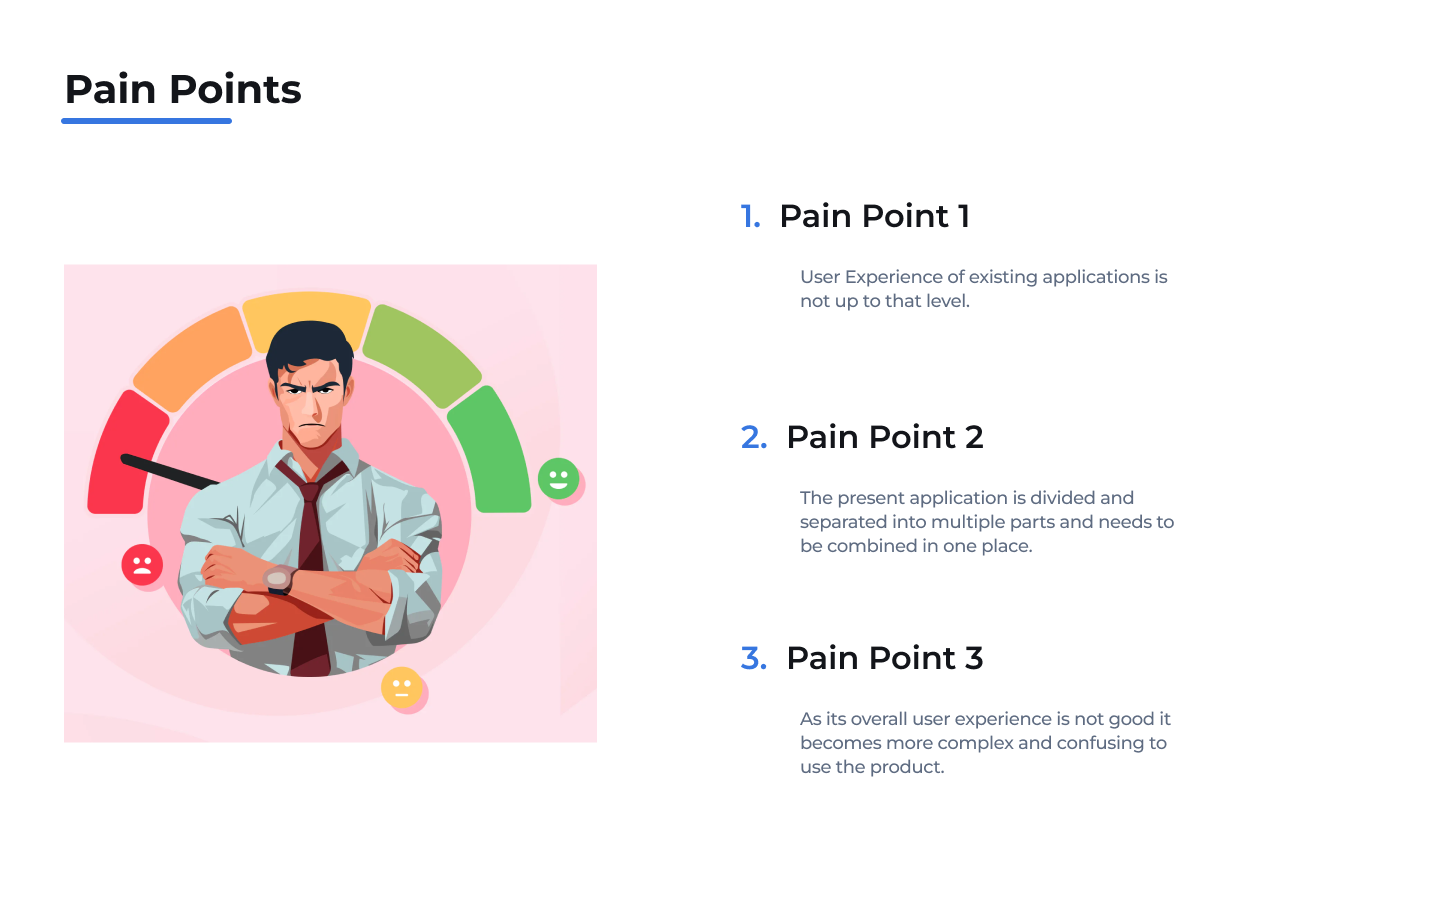 Pain Points
1. Pain Point 1
User Experience of existing applications is
not up to that level.
2. Pain Point 2
The present application is divided and
separated into multiple parts and needs to
be combined in one place.
3. Pain Point 3
As its overall user experience is not good it
becomes more complex and confusing to
use the product.